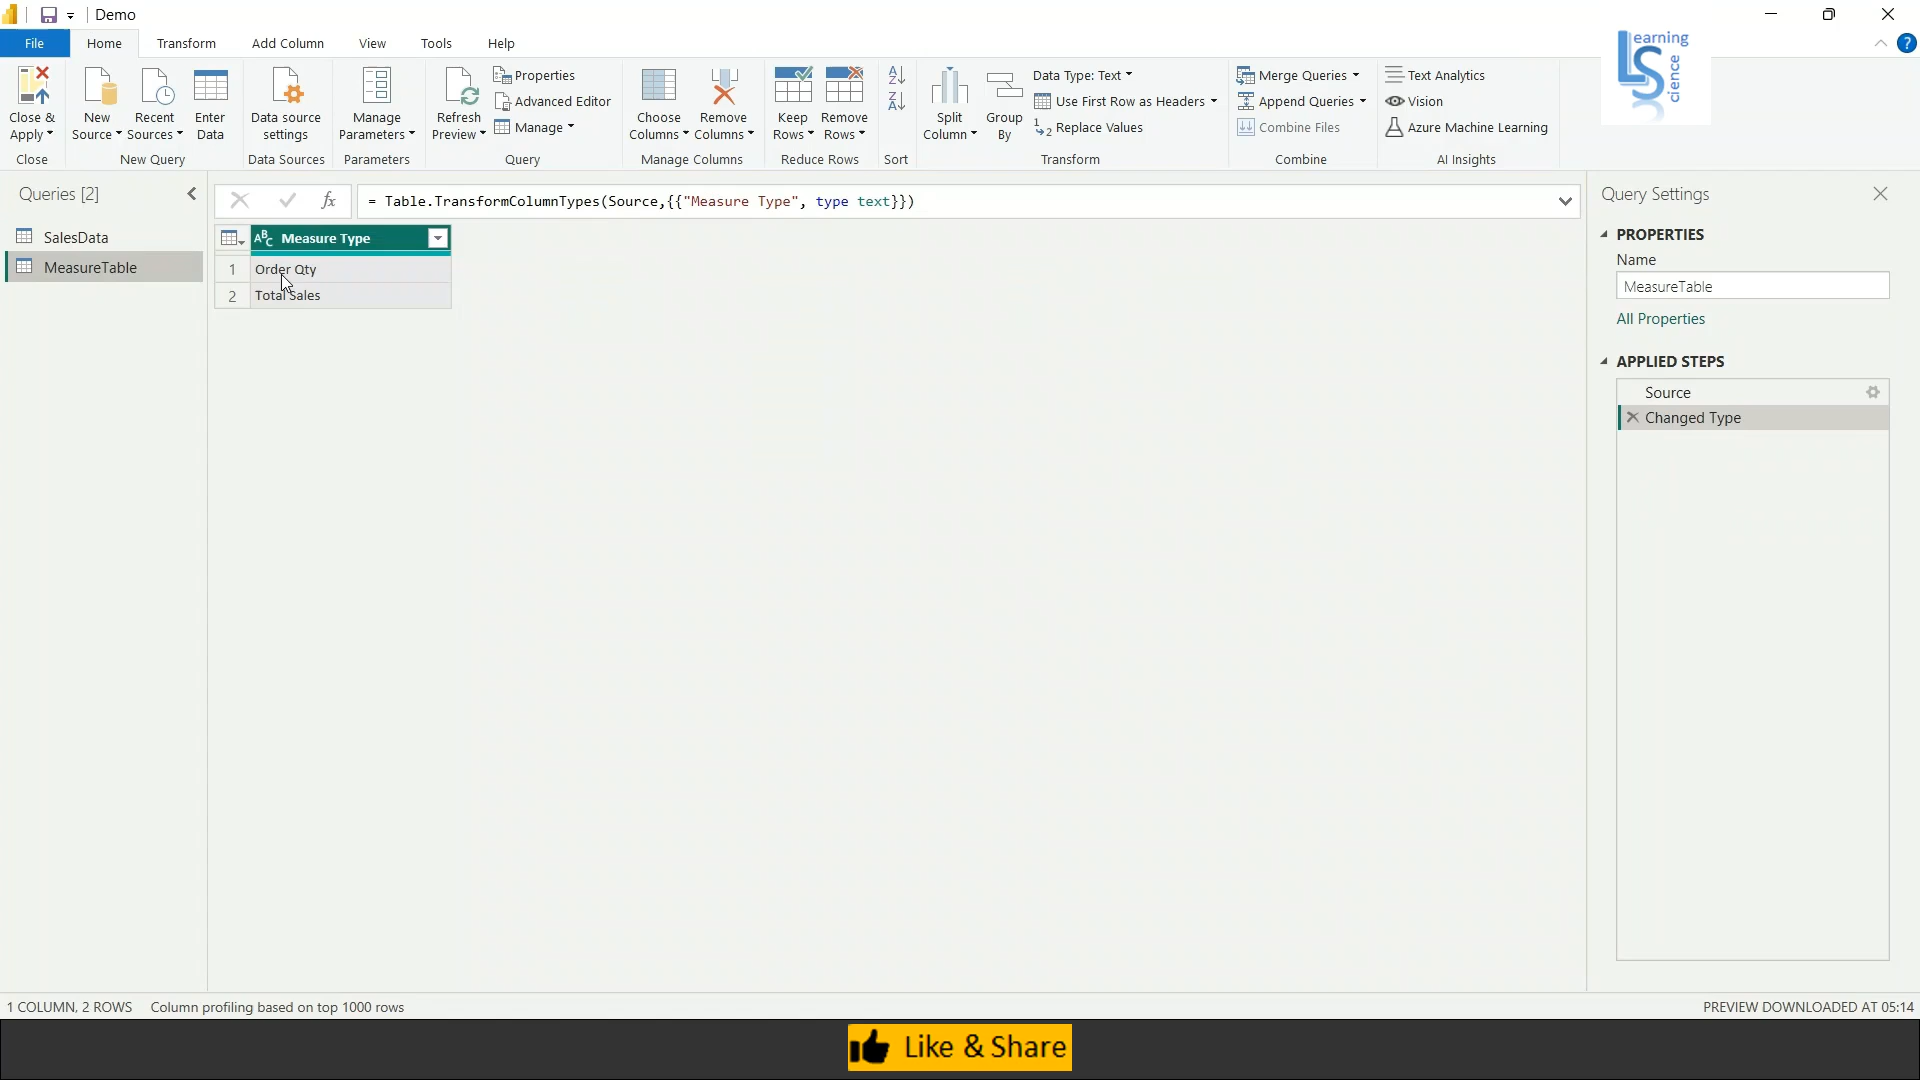 Demo
File Home Transform Add Column View Tools Help
Learning Science
Close & Apply
New Source
Recent Sources
Enter Data
Data source settings
Manage Parameters
Refresh Preview
Properties
Advanced Editor
Manage
Choose Columns
Remove Columns
Keep Rows
Remove Rows
Split Column
Group By
Data Type: Text
Use First Row as Headers
1 2 Replace Values
Merge Queries
Append Queries
Combine Files
Text Analytics
Vision
Azure Machine Learning
Close New Query Data Sources Parameters Query Manage Columns Reduce Rows Sort Transform Combine AI Insights
Queries [2]
SalesData
MeasureTable
fx = Table.TransformColumnTypes(Source,{{"Measure Type", type text}})
ABC Measure Type
1 Order Qty
2 Total Sales
Query Settings
PROPERTIES
Name
MeasureTable
All Properties
APPLIED STEPS
Source
Changed Type
1 COLUMN, 2 ROWS Column profiling based on top 1000 rows PREVIEW DOWNLOADED AT 05:14
Like & Share